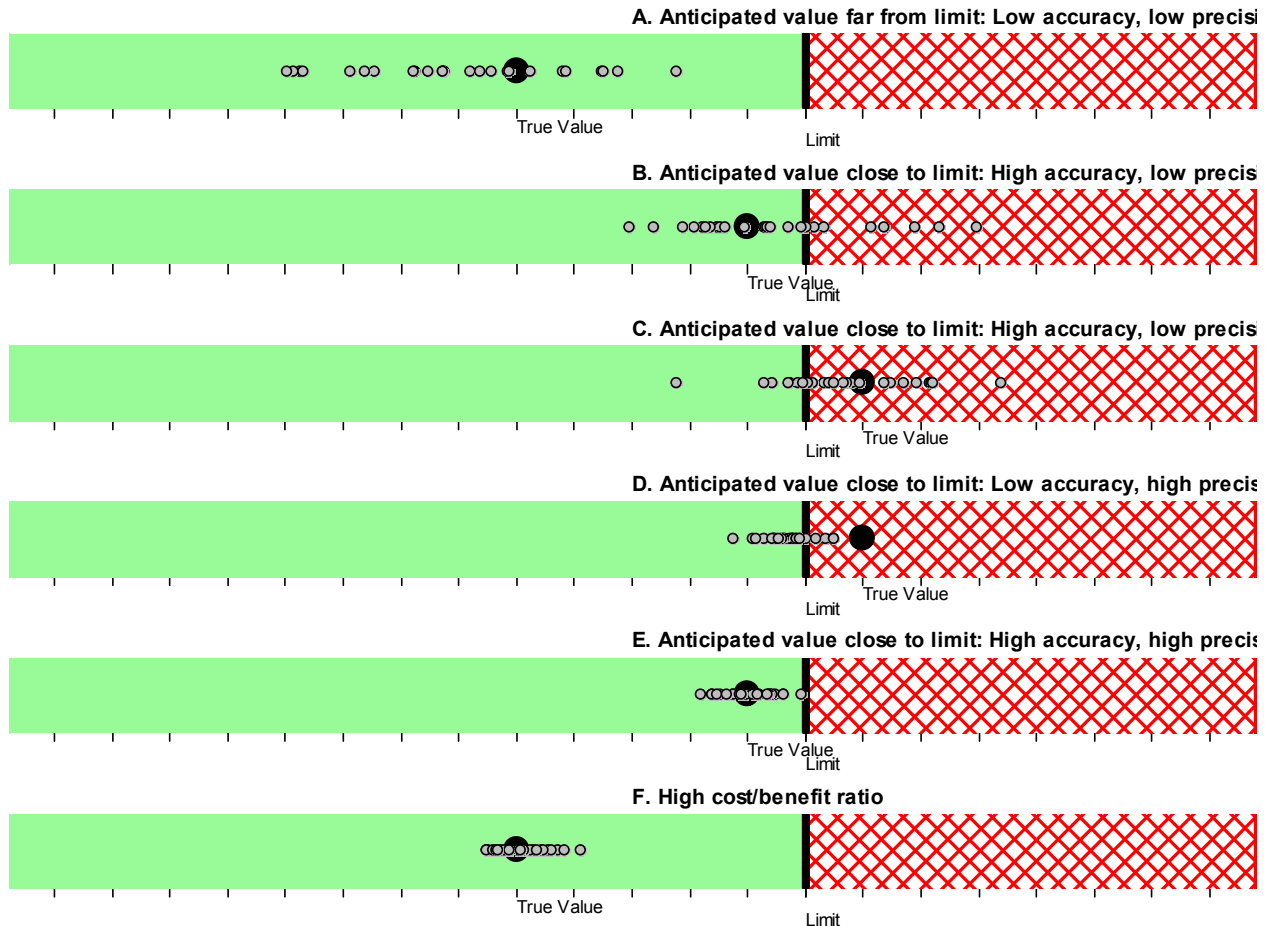 A. Anticipated value far from limit: Low accuracy, low precisi
True Value
Limit
B. Anticipated value close to limit: High accuracy, low precisi
True Value
Limit
C. Anticipated value close to limit: High accuracy, low precisi
True Value
Limit
D. Anticipated value close to limit: Low accuracy, high precis
True Value
Limit
E. Anticipated value close to limit: High accuracy, high precis
True Value
Limit
F. High cost/benefit ratio
True Value
Limit